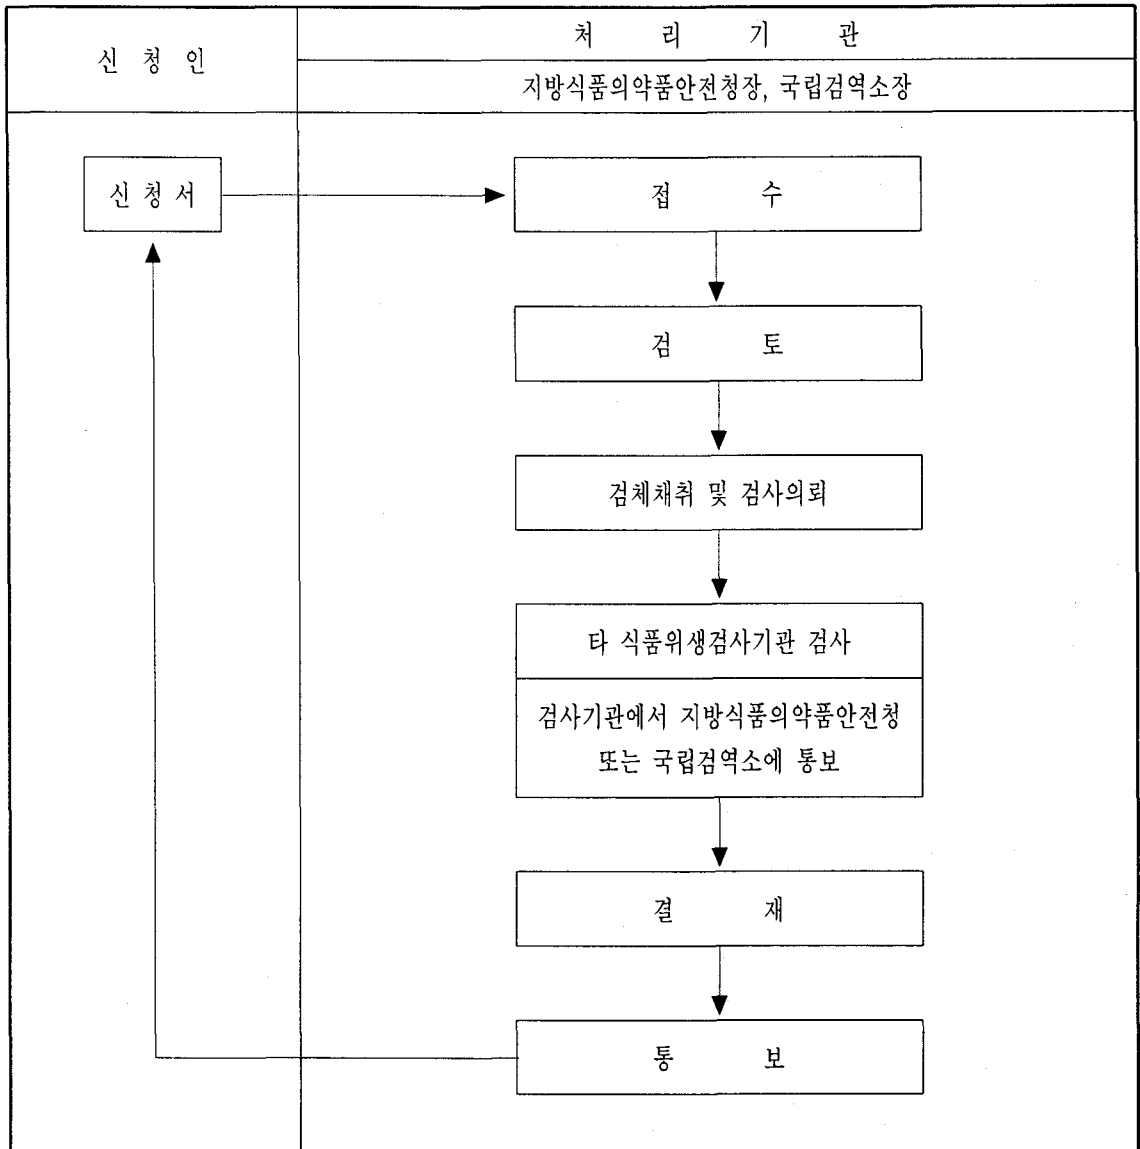 신 청 인
처 리 기 관
지방식품의약품안전청장, 국립검역소장
신 청 서
접 수
검 토
검체채취 및 검사의뢰
타 식품위생검사기관 검사
검사기관에서 지방식품의약품안전청
또는 국립검역소에 통보
결 재
통 보